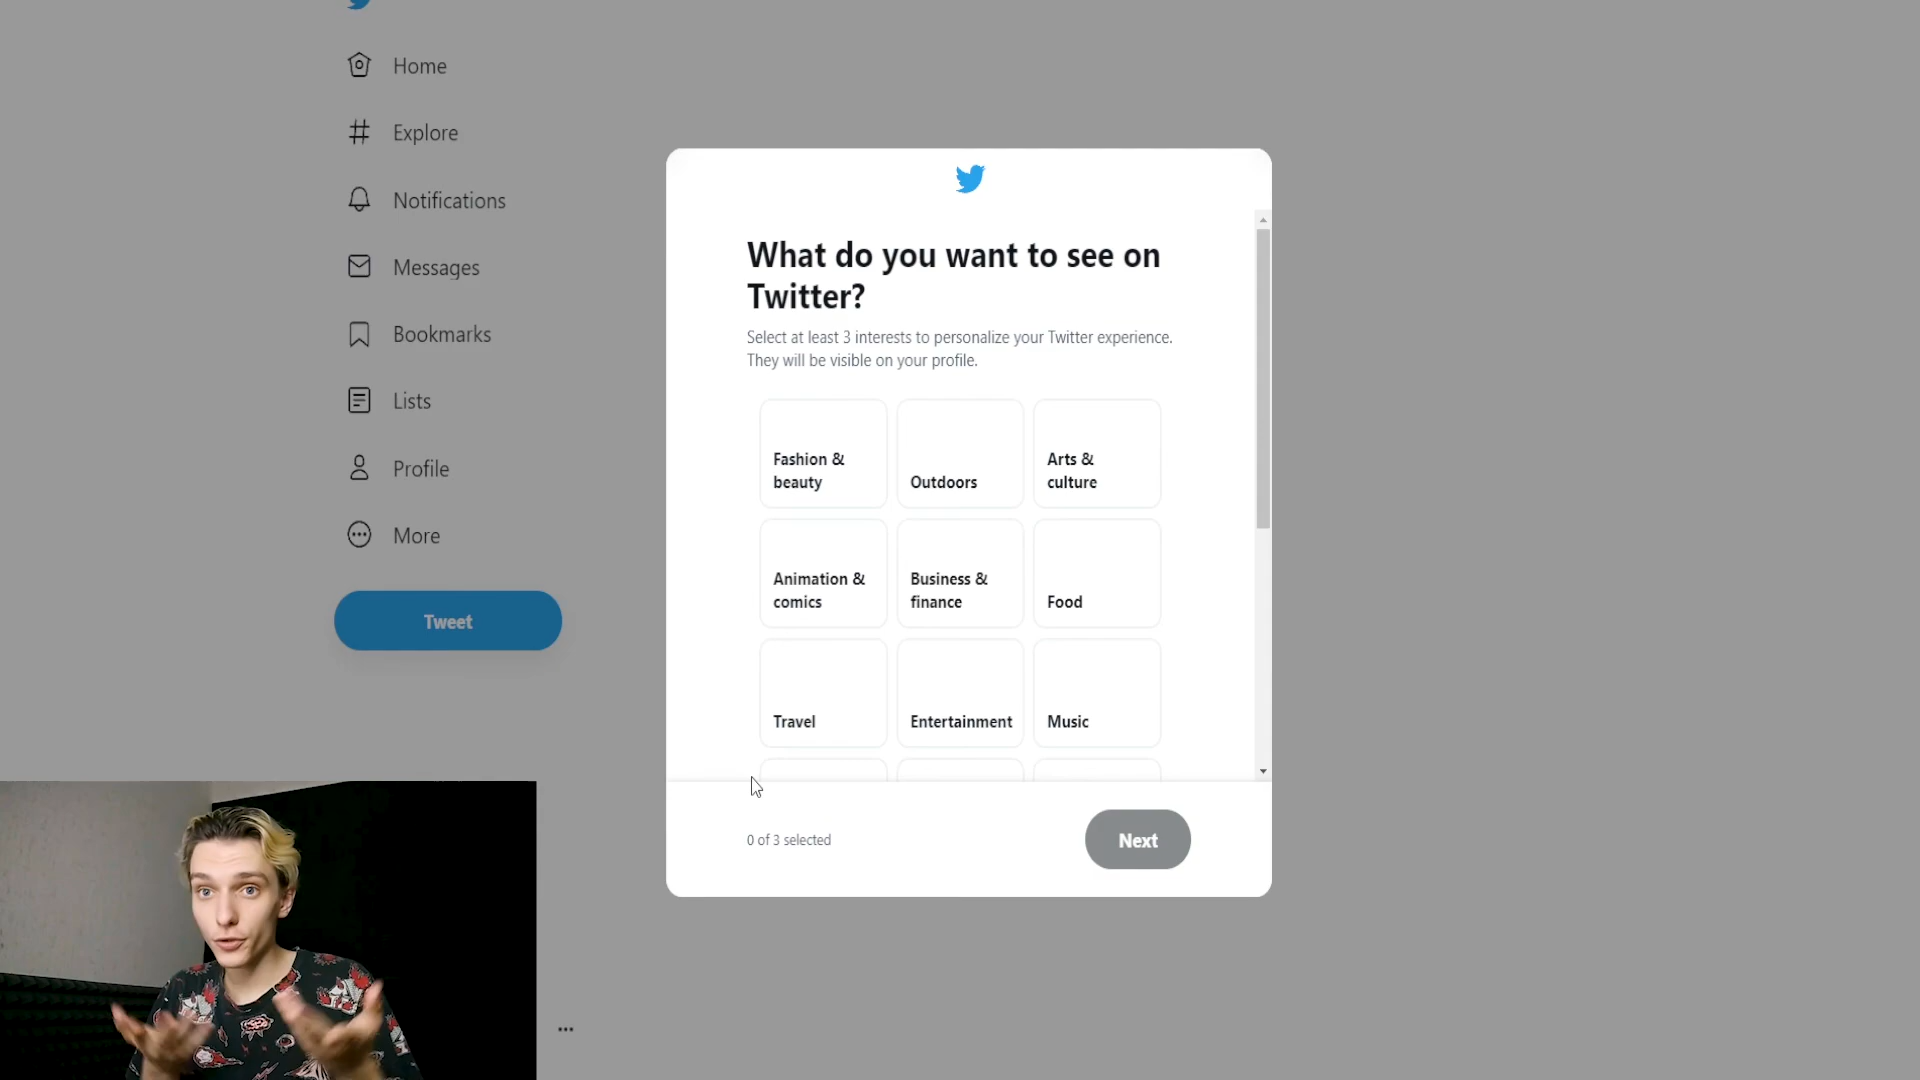 Home
Explore
Notifications
Messages
Bookmarks
Lists
Profile
More
Tweet
What do you want to see on
Twitter?
Select at least 3 interests to personalize your Twitter experience.
They will be visible on your profile.
Fashion &
beauty
Outdoors
Arts &
culture
Animation &
comics
Business &
finance
Food
Travel
Entertainment
Music
0 of 3 selected
Next